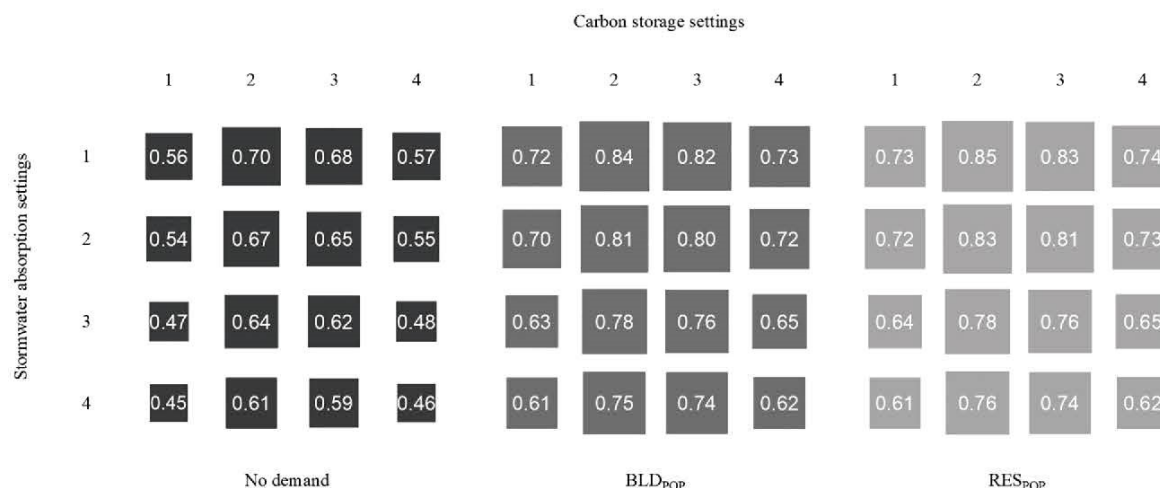 Carbon storage settings
1 2 3 4 1 2 3 4 1 2 3 4
Stormwater absorption settings
1 0.56 0.70 0.68 0.57 0.72 0.84 0.82 0.73 0.73 0.85 0.83 0.74
2 0.54 0.67 0.65 0.55 0.70 0.81 0.80 0.72 0.72 0.83 0.81 0.73
3 0.47 0.64 0.62 0.48 0.63 0.78 0.76 0.65 0.64 0.78 0.76 0.65
4 0.45 0.61 0.59 0.46 0.61 0.75 0.74 0.62 0.61 0.76 0.74 0.62
No demand BLDPOP RESPOP